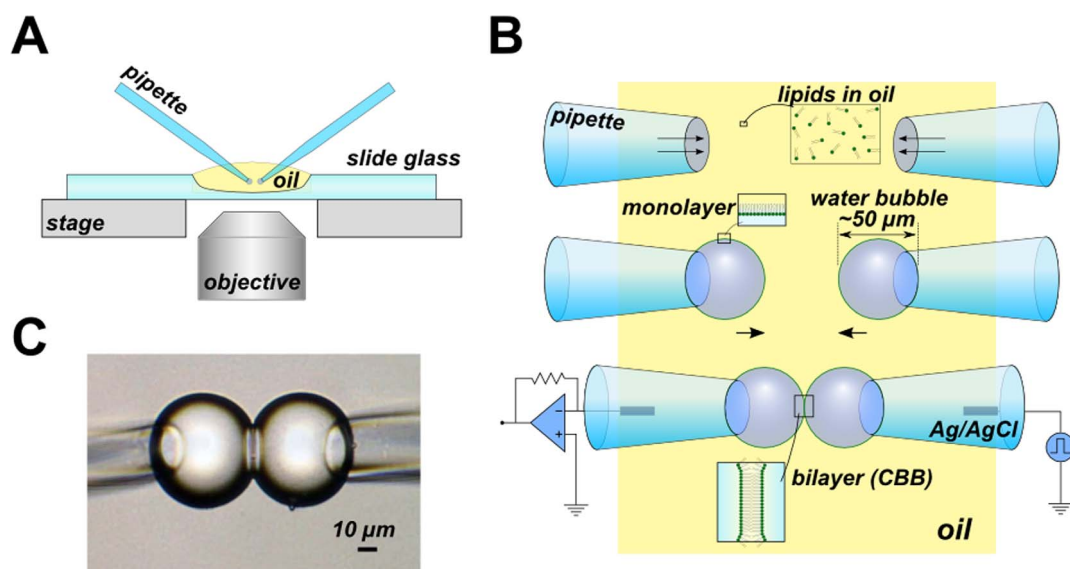 A
pipette
oil
slide glass
stage
objective
B
lipids in oil
pipette
monolayer
water bubble
~50 µm
−
+
Ag/AgCl
bilayer (CBB)
oil
C
10 µm